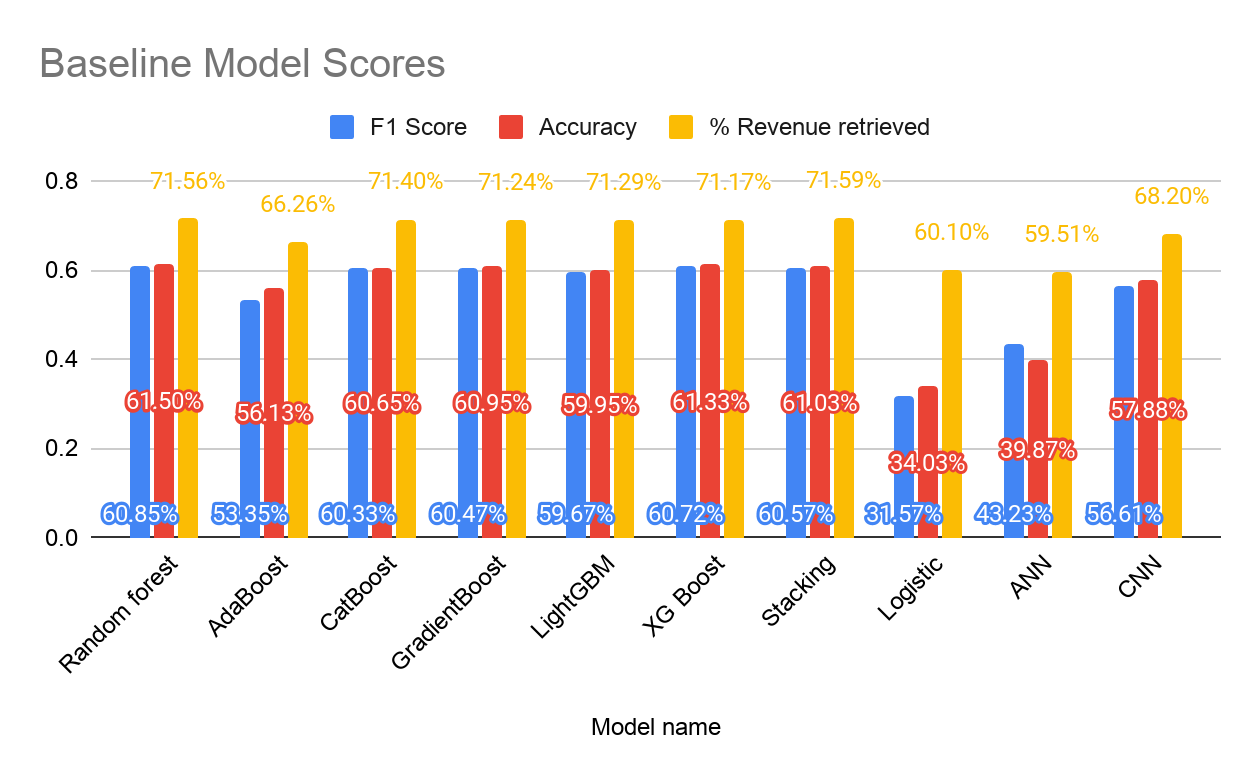 Baseline Model Scores
F1 Score Accuracy % Revenue retrieved
0.8
0.6
0.4
0.2
0.0
71.56% 66.26% 71.40% 71.24% 71.29% 71.17% 71.59% 60.10% 59.51% 68.20%
61.50% 56.13% 60.65% 60.95% 59.95% 61.33% 61.03% 34.03% 39.87% 57.88%
60.85% 53.35% 60.33% 60.47% 59.67% 60.72% 60.57% 31.57% 43.23% 56.61%
Random forest
AdaBoost
CatBoost
GradientBoost
LightGBM
XG Boost
Stacking
Logistic
ANN
CNN
Model name